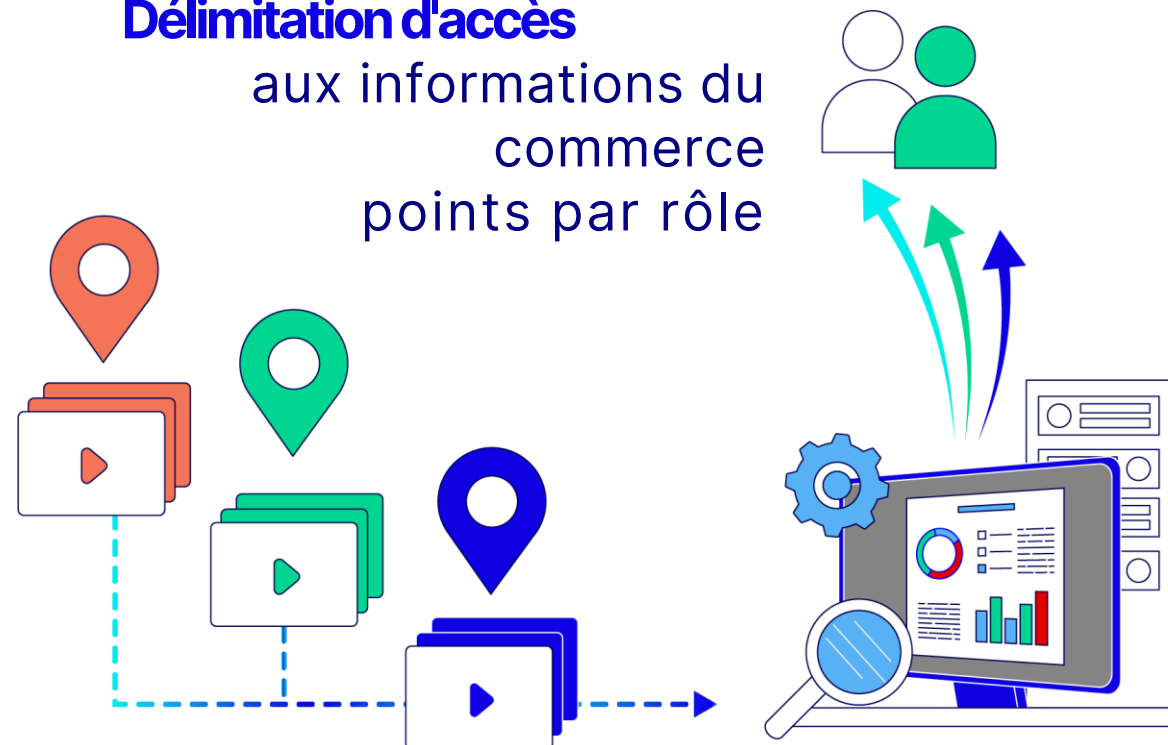 Délimitation d'accès
aux informations du
commerce
points par rôle